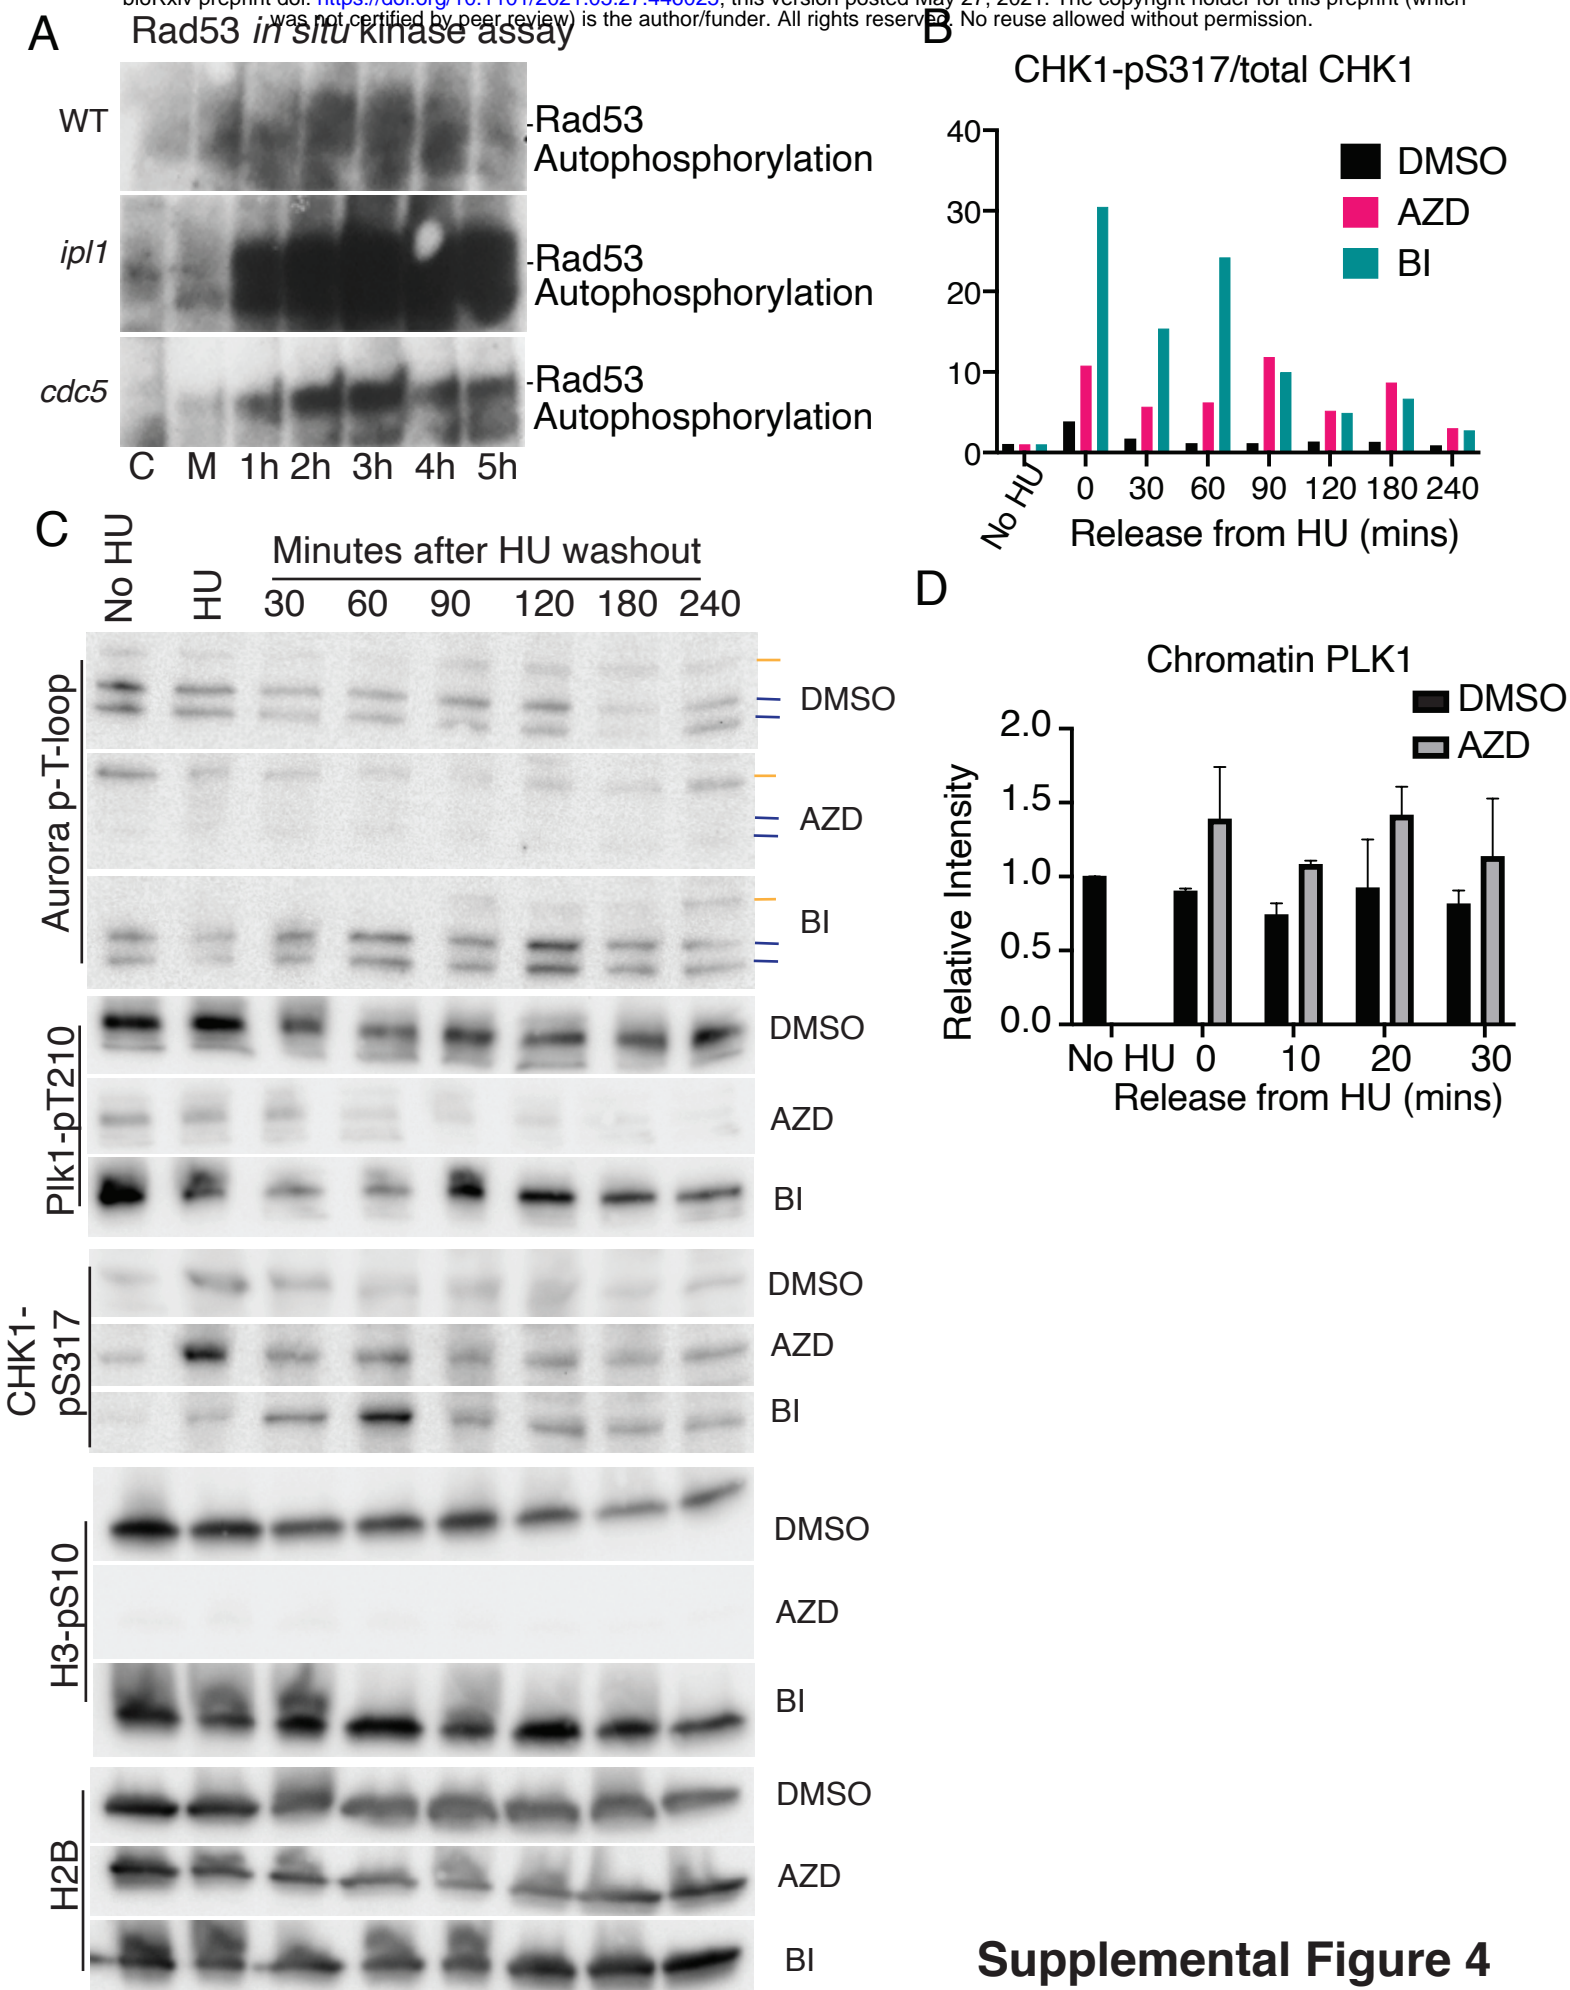 was not certified by peer review) is the author/funder. All rights reserved. No reuse allowed without permission.
A
Rad53 in situ kinase assay
WT
-Rad53
Autophosphorylation
ipl1
-Rad53
Autophosphorylation
cdc5
-Rad53
Autophosphorylation
C M 1h 2h 3h 4h 5h
B
CHK1-pS317/total CHK1
40
30
20
10
0
DMSO
AZD
BI
No HU 0 30 60 90 120 180 240
Release from HU (mins)
C
No HU
HU
Minutes after HU washout
30 60 90 120 180 240
Aurora p-T-loop
DMSO
AZD
BI
Plk1-pT210
DMSO
AZD
BI
CHK1-
pS317
DMSO
AZD
BI
H3-pS10
DMSO
AZD
BI
H2B
DMSO
AZD
BI
D
Chromatin PLK1
DMSO
AZD
Relative Intensity
2.0
1.5
1.0
0.5
0.0
No HU 0 10 20 30
Release from HU (mins)
Supplemental Figure 4